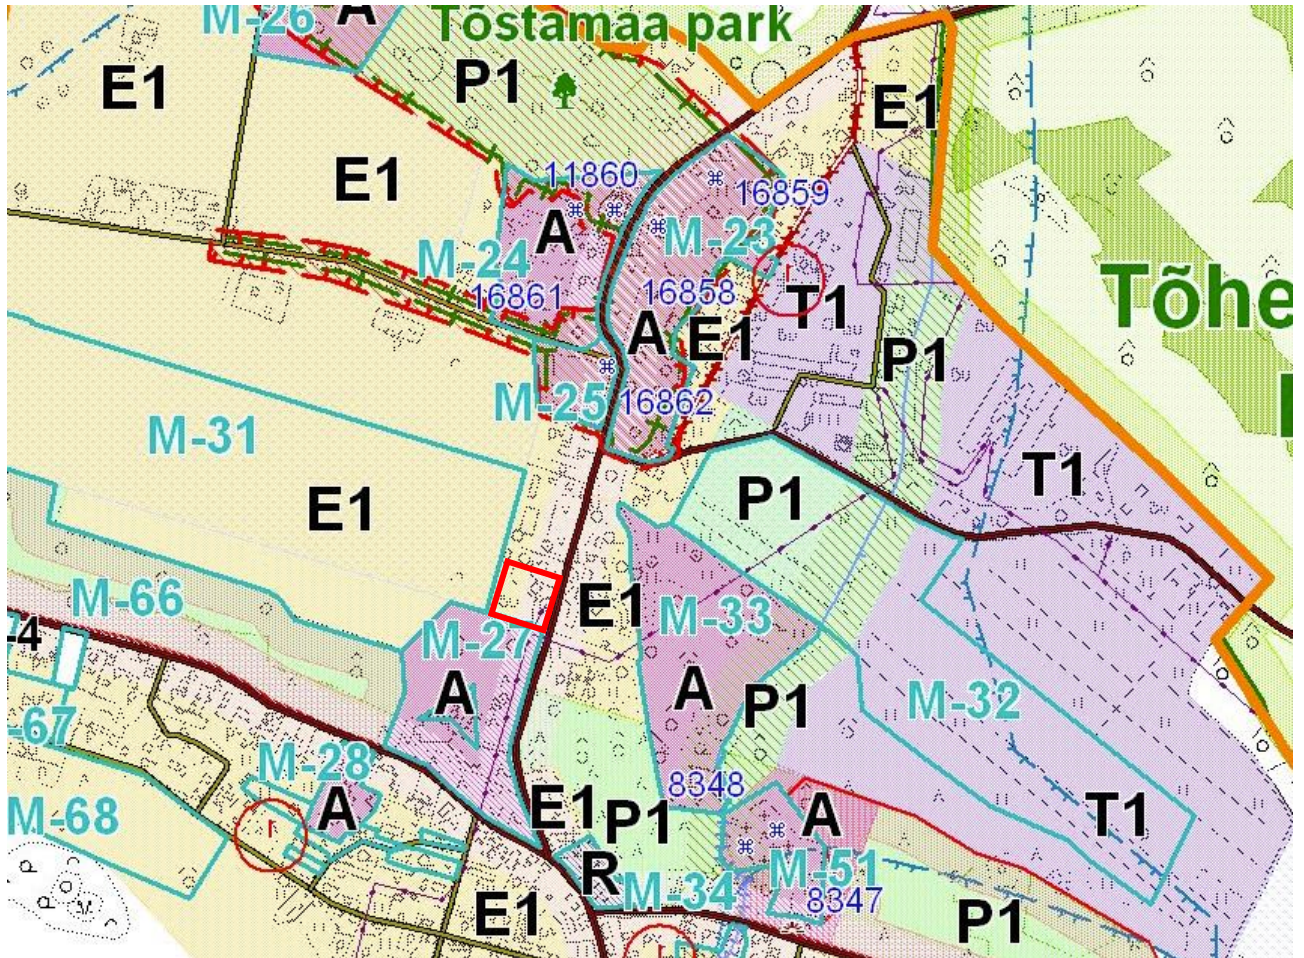 M-26
A
Tõstamaa park
E1
P1
E1
E1
11860
16859
A
M-23
M-24
16861
16858
T1
Tõhe
A
E1
P1
M-25
16862
M-31
E1
P1
T1
M-66
E1
M-33
-4
M-27
A
A
P1
M-32
-67
M-28
8348
M-68
A
E1
P1
A
T1
R
M-34
M-51
8347
E1
P1